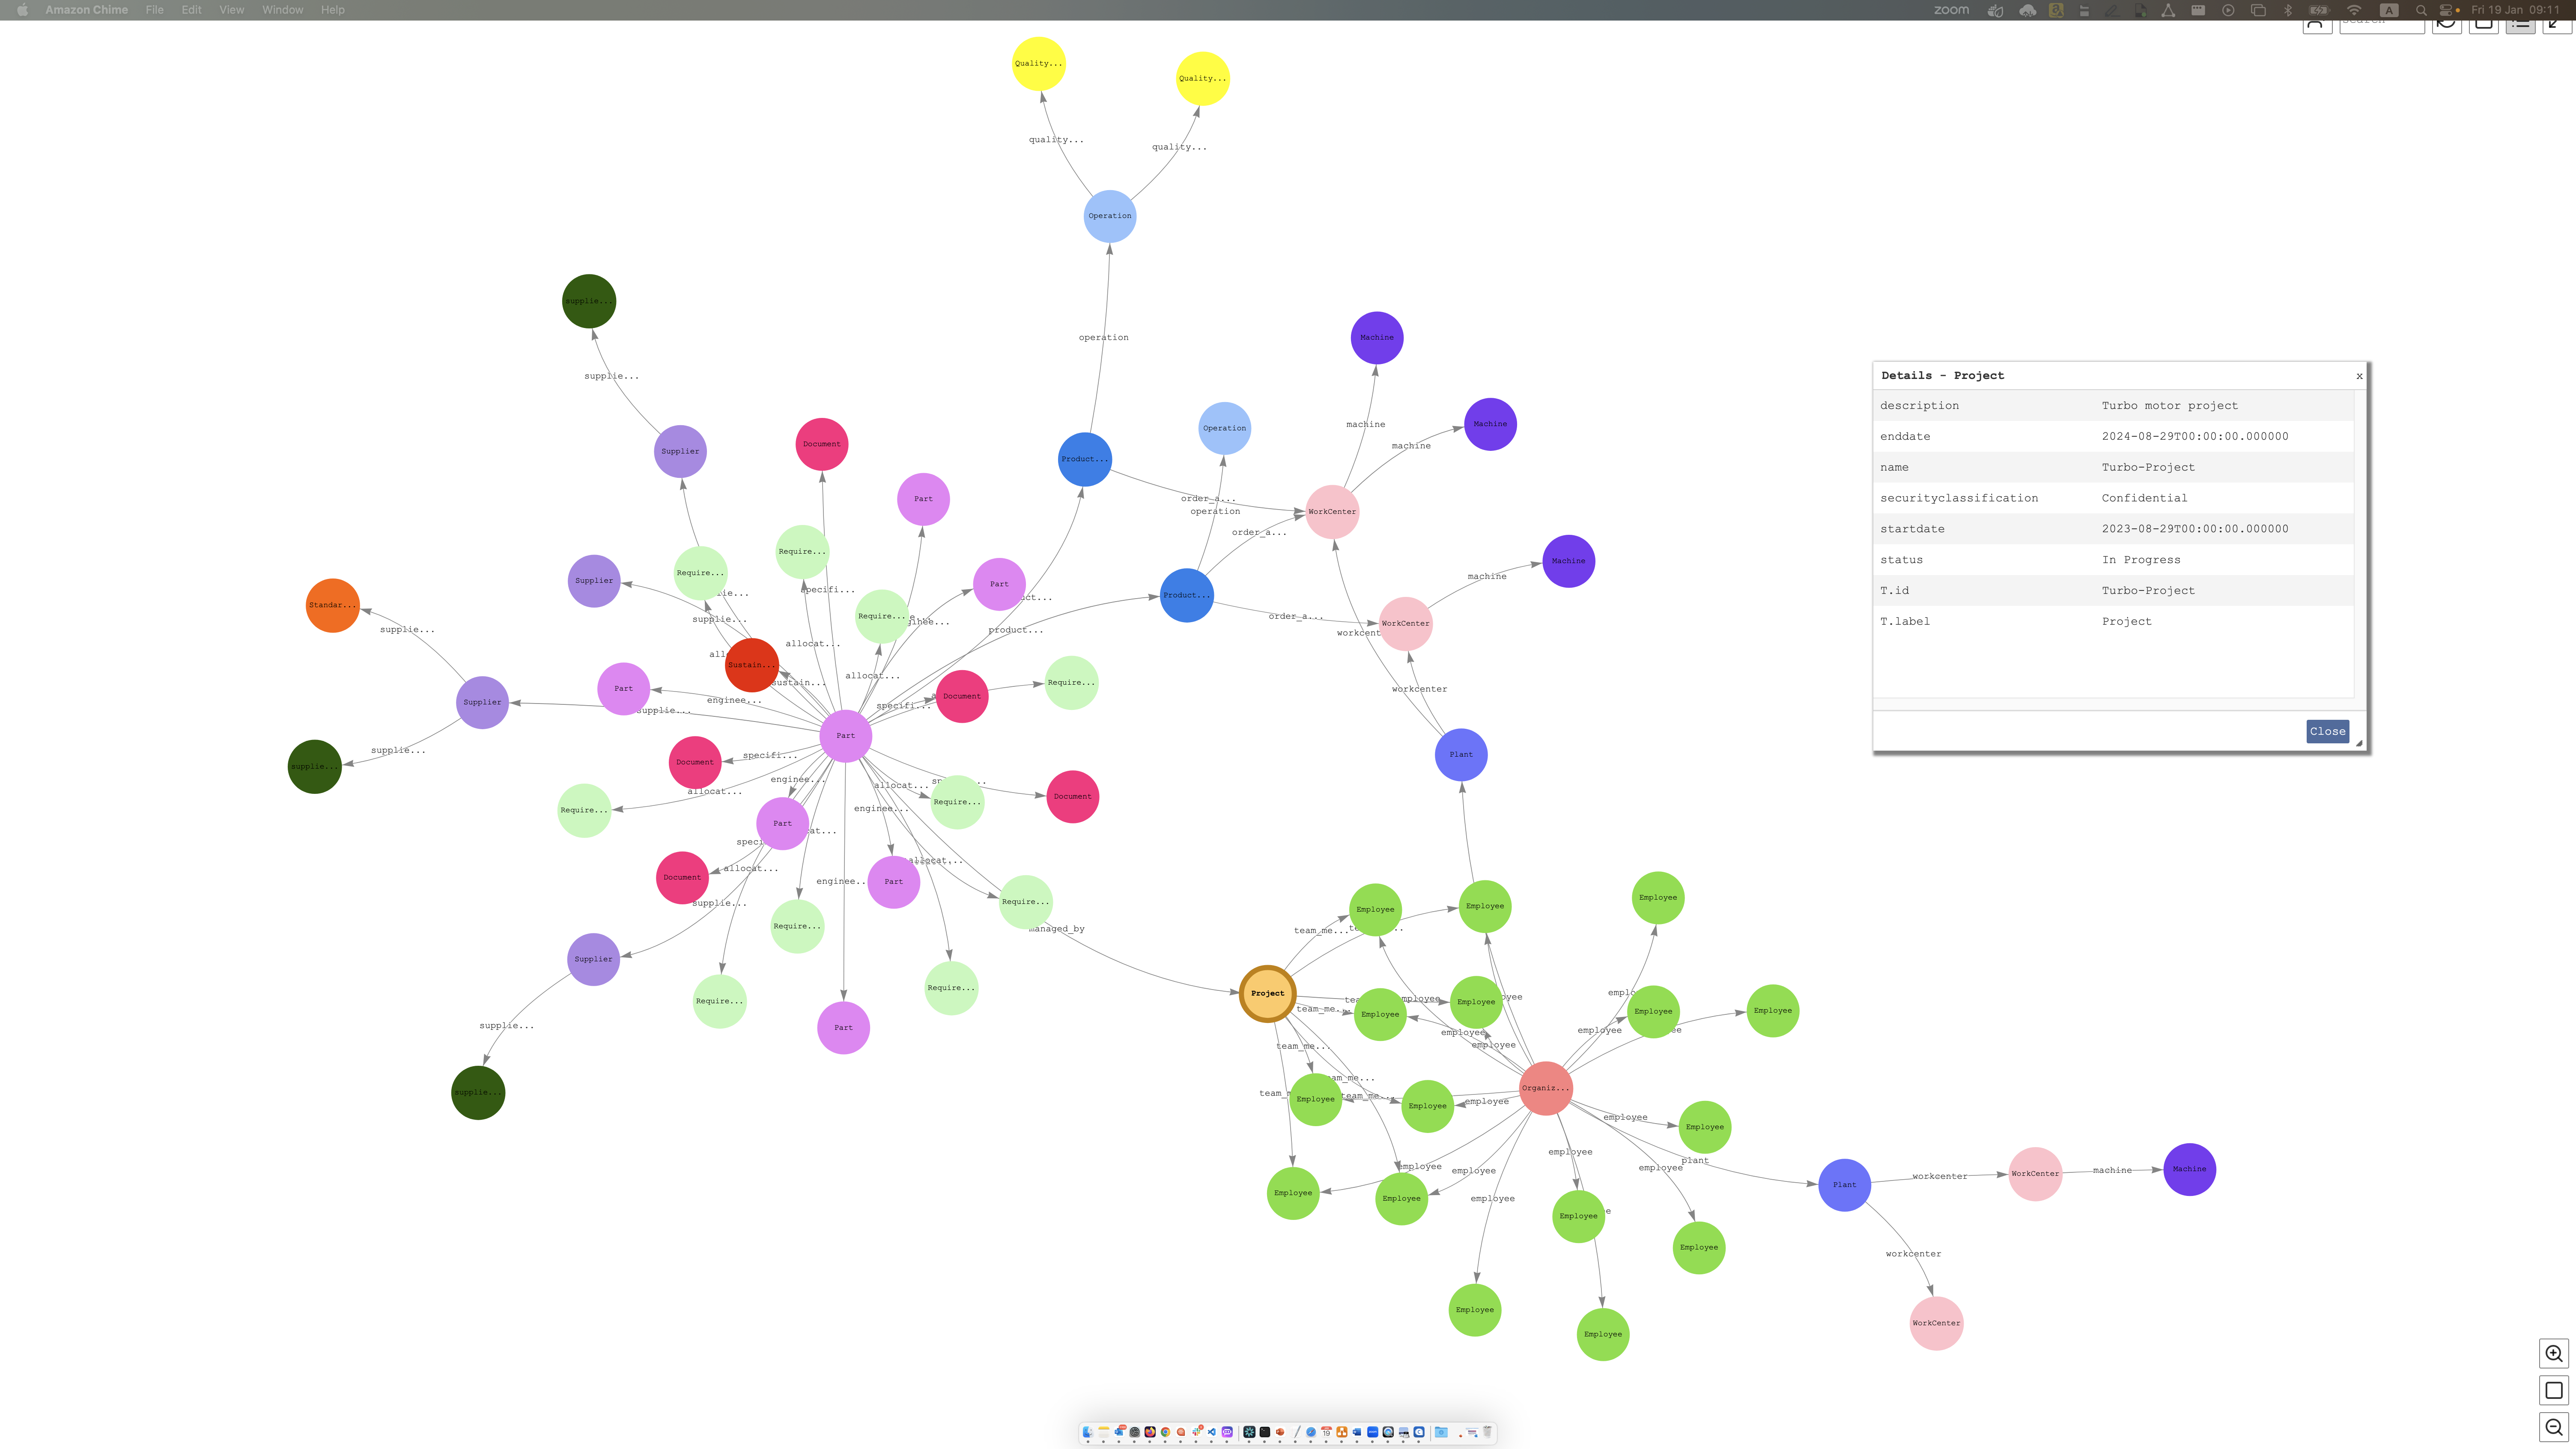 Amazon Chime File Edit View Window Help
zoom
Fri 19 Jan 09:11
Quality...
Quality...
quality...
quality...
Operation
supplie...
operation
Machine
supplie...
machine
Machine
machine
Operation
Document
Supplier
Product...
Part
order_a...
operation
WorkCenter
order_a...
Require...
Machine
machine
Require...
Supplier
Part
specifi...
Product...
Standar...
Require...
supplie...
order_a...
WorkCenter
supplie...
product...
allocat...
Sustain...
sustain...
allocat...
Part
enginee...
supplie...
Supplier
Document
specifi...
Require...
workcenter
Part
Plant
supplie...
supplie...
Document
specifi...
enginee...
allocat...
allocat...
Require...
Document
Require...
enginee...
Part
allocat...
supplie...
Document
enginee...
Part
allocat...
Require...
Require...
managed_by
Supplier
Require...
Require...
Part
supplie...
supplie...
Employee
Employee
Employee
team_me...
Project
team_me...
employee
Employee
Employee
Employee
Employee
employee
employee
employee
team_me...
Organiz...
team_me...
Employee
Employee
employee
employee
Employee
employee
employee
employee
plant
employee
Employee
Employee
employee
Employee
Employee
Employee
Employee
Plant
workcenter
WorkCenter
machine
Machine
workcenter
WorkCenter
Details - Project x
description Turbo motor project
enddate 2024-08-29T00:00:00.000000
name Turbo-Project
securityclassification Confidential
startdate 2023-08-29T00:00:00.000000
status In Progress
T.id Turbo-Project
T.label Project
Close